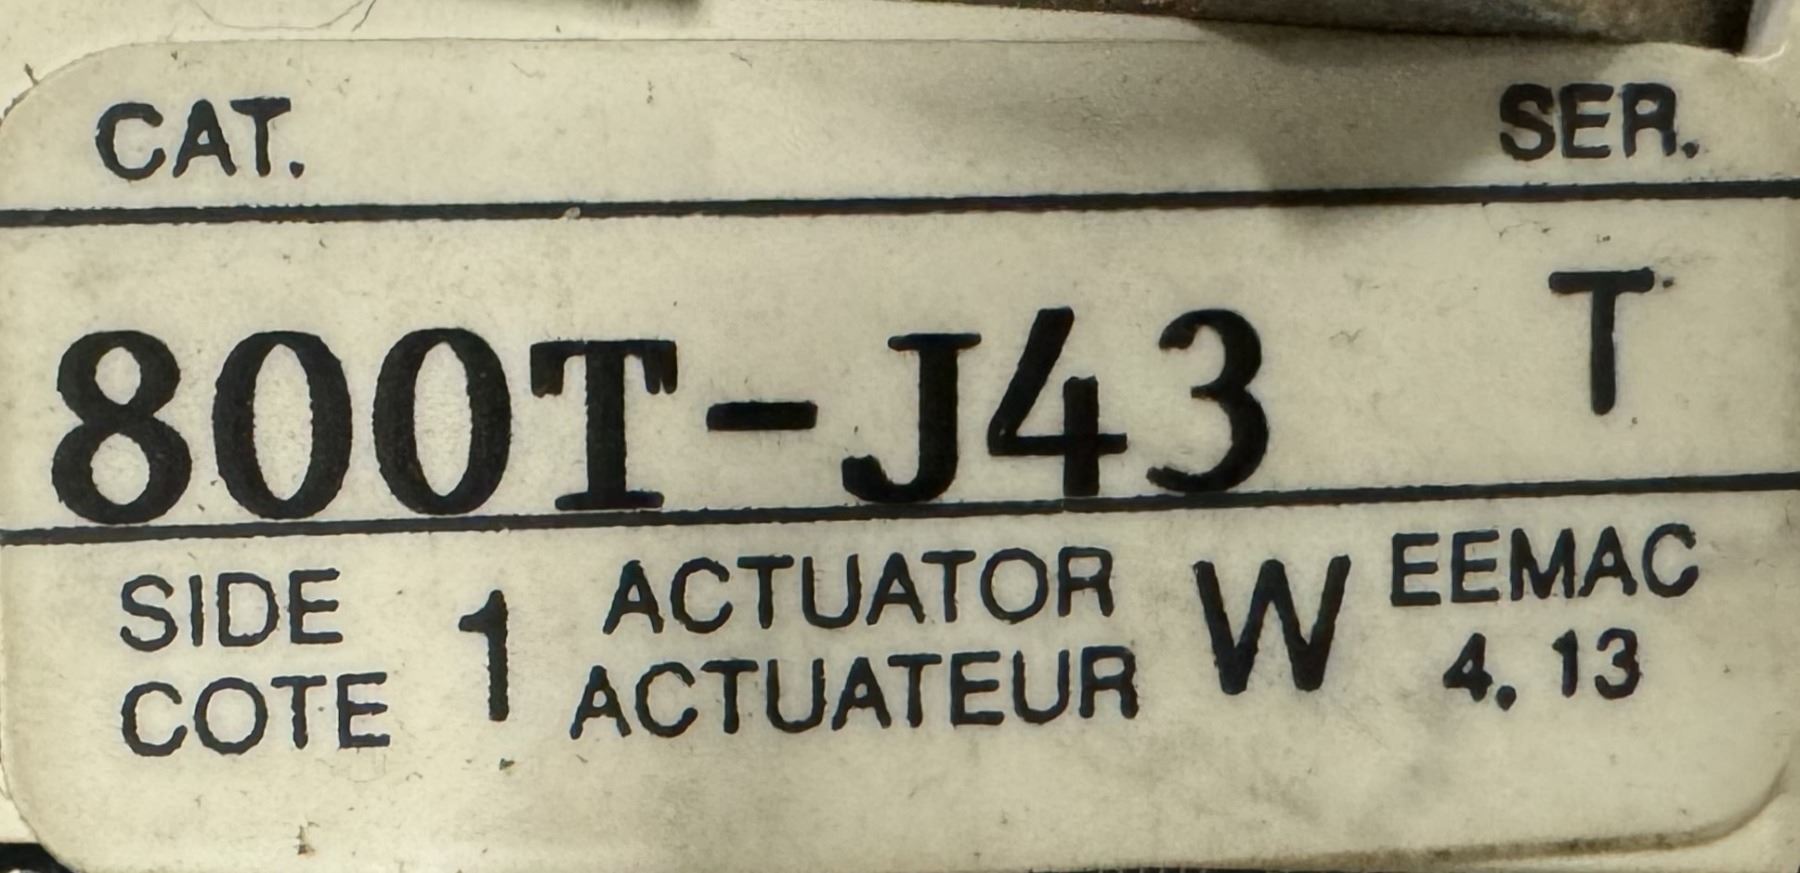 CAT. SER.
800T-J43 T
SIDE 1 ACTUATOR W EEMAC
COTE ACTUATEUR 4.13